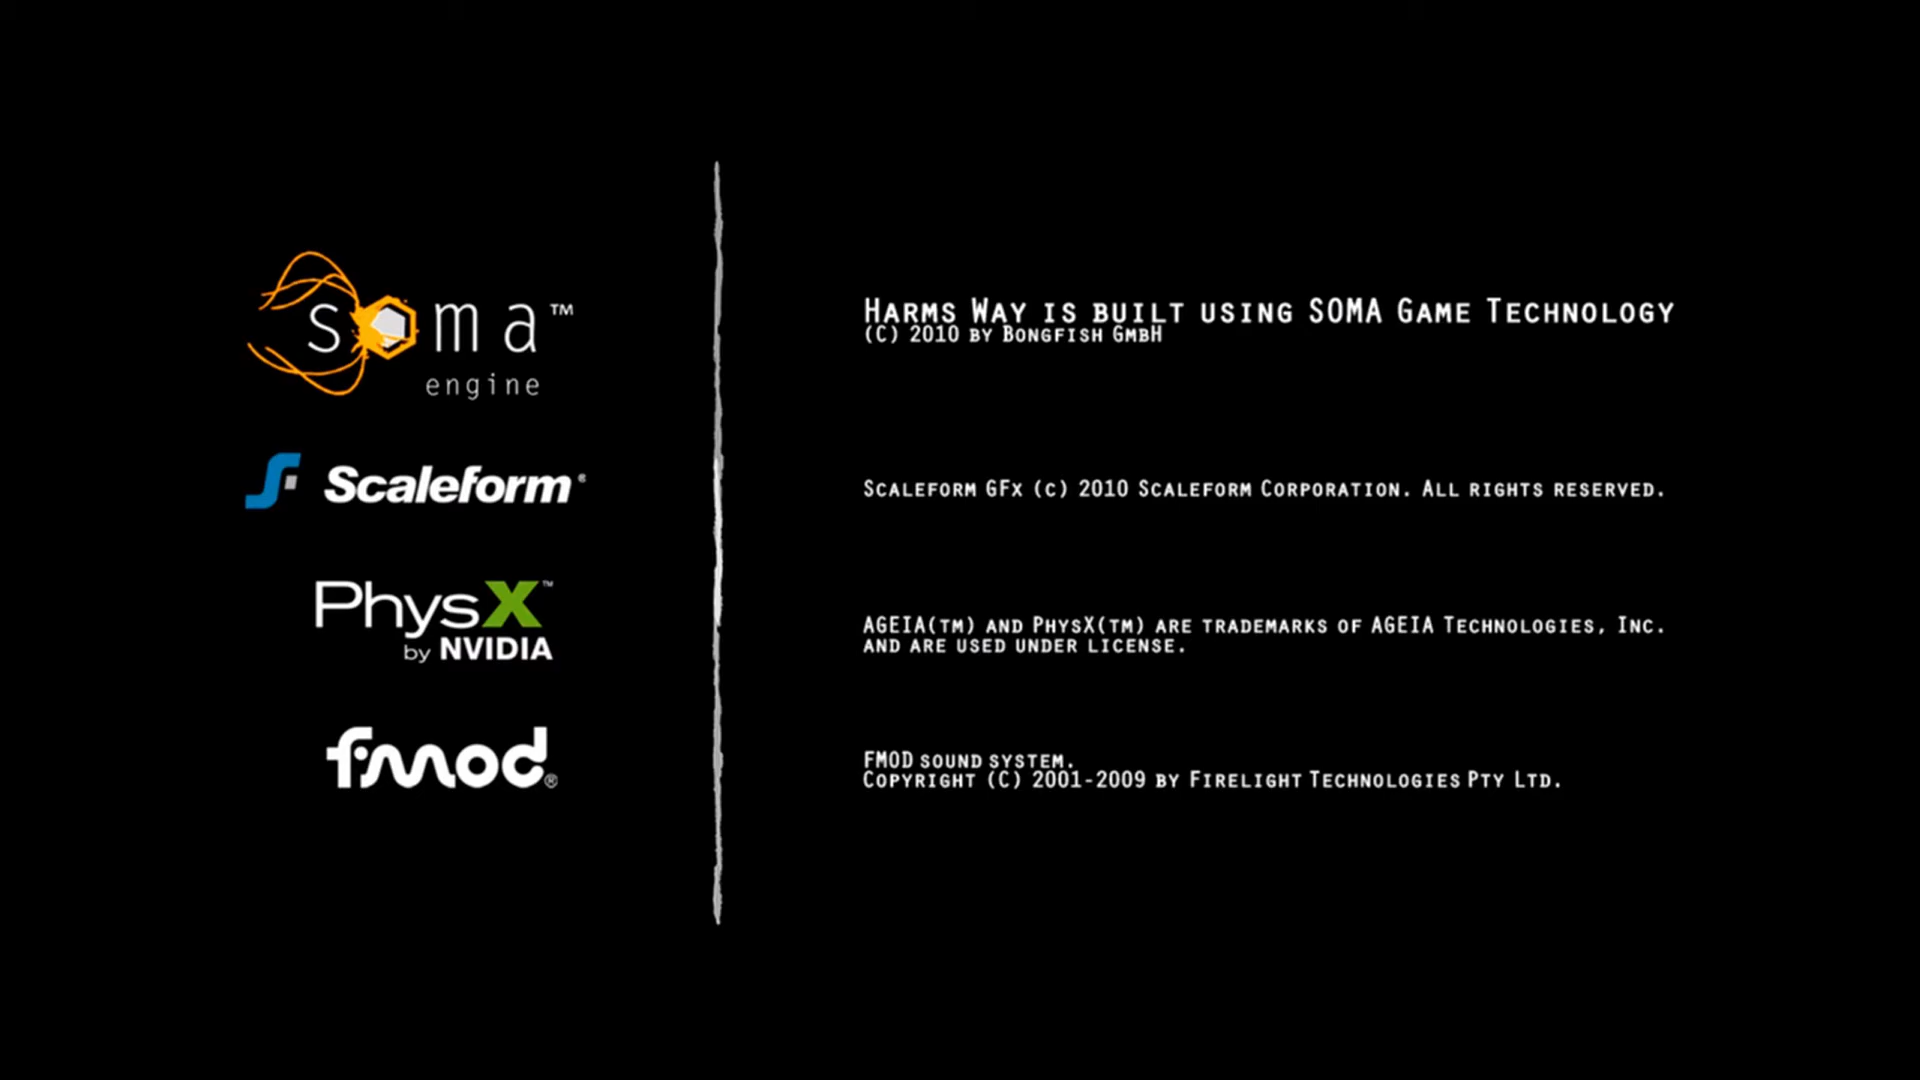 soma™
engine
Harms Way is built using SOMA Game Technology
(C) 2010 by Bongfish GmbH
Scaleform®
Scaleform GFx (c) 2010 Scaleform Corporation. All rights reserved.
PhysX™
by NVIDIA
AGEIA(tm) and PhysX(tm) are trademarks of AGEIA Technologies, Inc.
and are used under license.
fmod®
FMOD sound system.
Copyright (C) 2001-2009 by Firelight Technologies Pty Ltd.